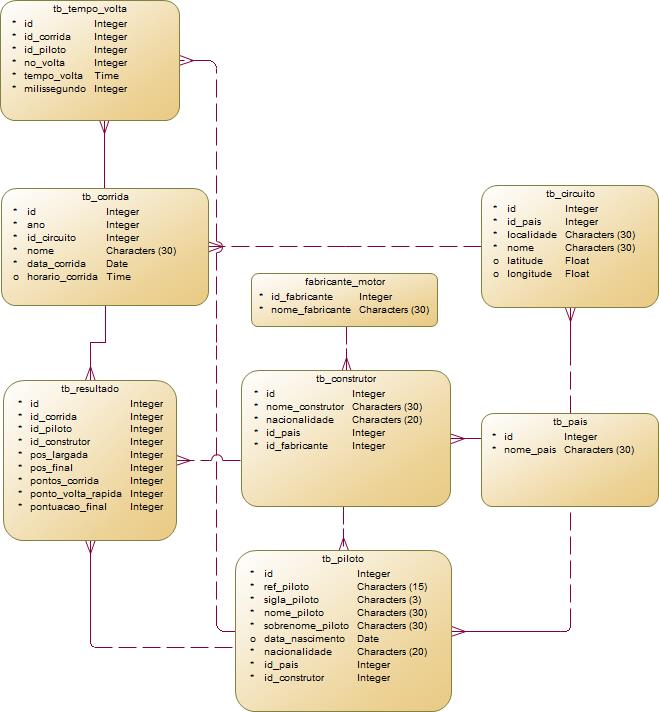 tb_tempo_volta
* id Integer
* id_corrida Integer
* id_piloto Integer
* no_volta Integer
* tempo_volta Time
* milissegundo Integer
tb_corrida
* id Integer
* ano Integer
* id_circuito Integer
* nome Characters (30)
* data_corrida Date
o horario_corrida Time
tb_circuito
* id Integer
* id_pais Integer
* localidade Characters (30)
* nome Characters (30)
o latitude Float
o longitude Float
fabricante_motor
* id_fabricante Integer
* nome_fabricante Characters (30)
tb_resultado
* id Integer
* id_corrida Integer
* id_piloto Integer
* id_construtor Integer
* pos_largada Integer
* pos_final Integer
* pontos_corrida Integer
* ponto_volta_rapida Integer
* pontuacao_final Integer
tb_construtor
* id Integer
* nome_construtor Characters (30)
* nacionalidade Characters (20)
* id_pais Integer
* id_fabricante Integer
tb_pais
* id Integer
* nome_pais Characters (30)
tb_piloto
* id Integer
* ref_piloto Characters (15)
* sigla_piloto Characters (3)
* nome_piloto Characters (30)
* sobrenome_piloto Characters (30)
o data_nascimento Date
* nacionalidade Characters (20)
* id_pais Integer
* id_construtor Integer